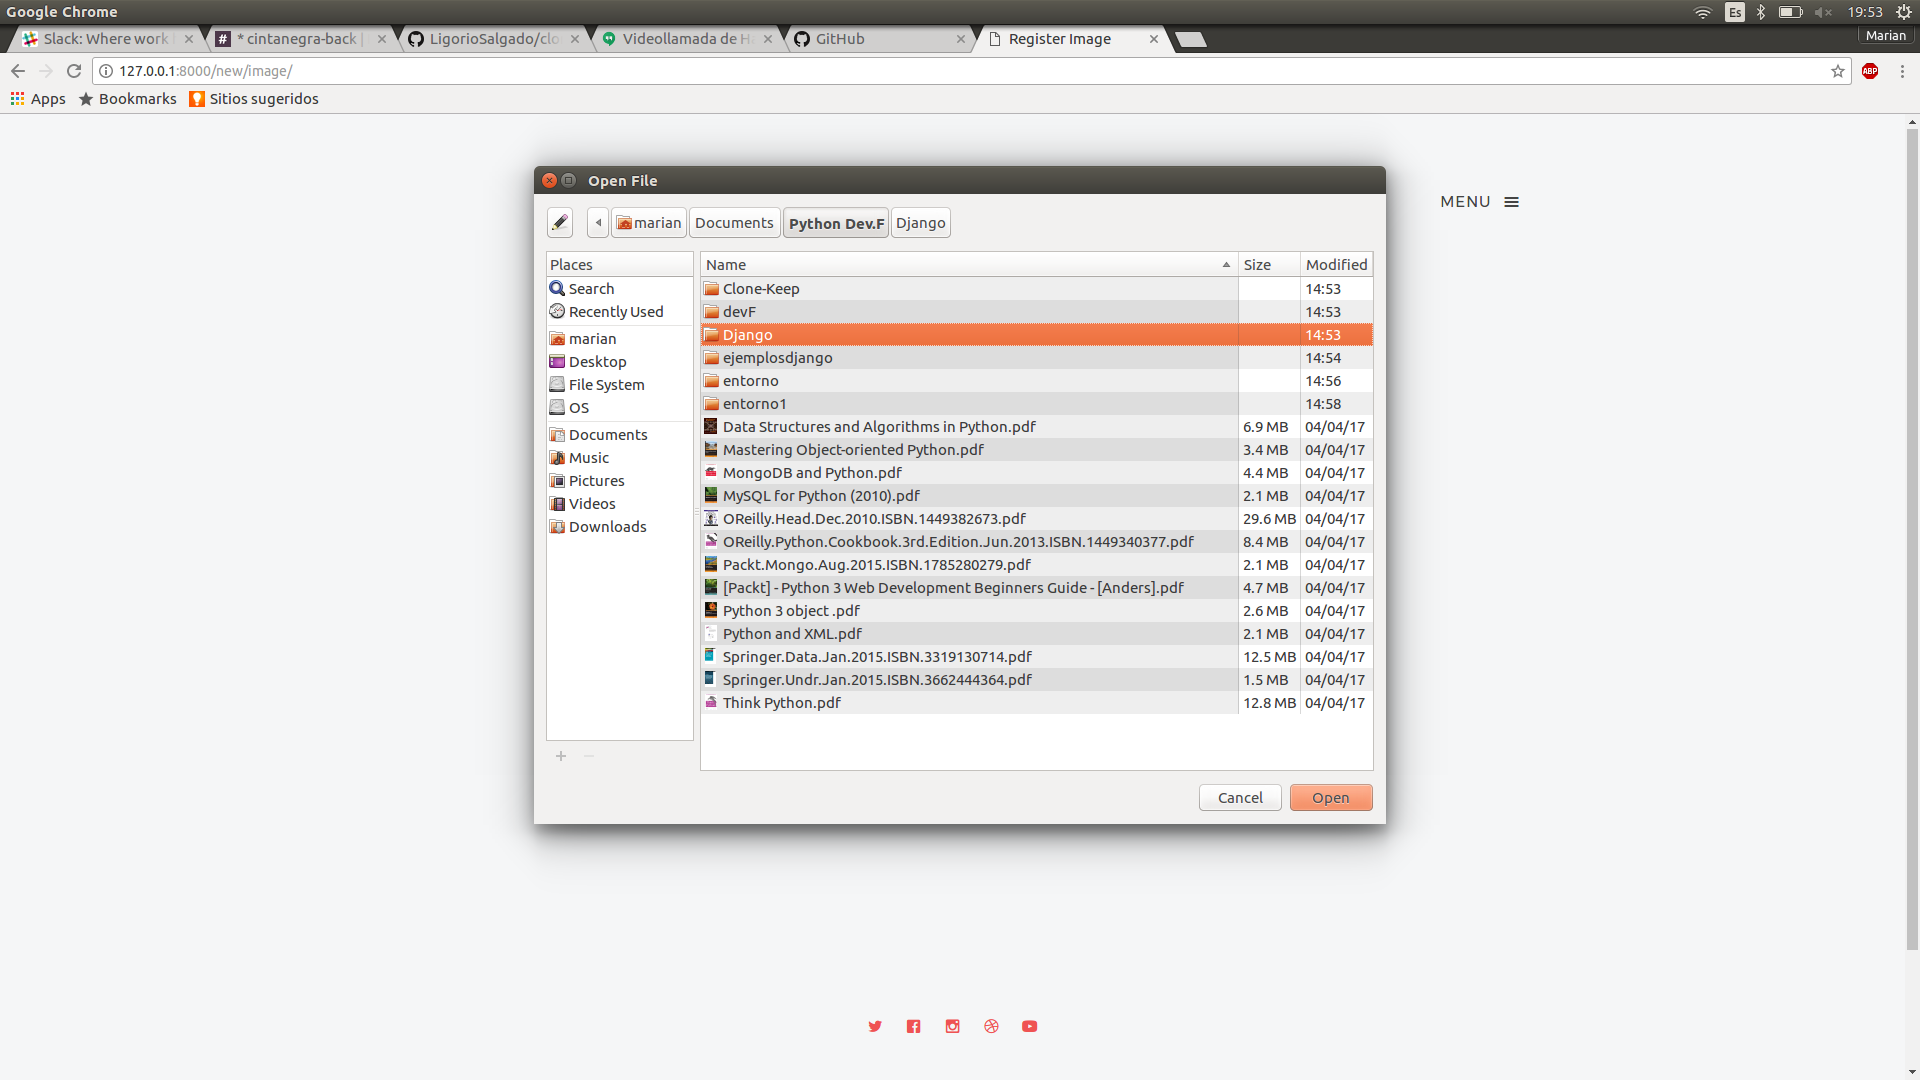 Google Chrome
Es
19:53
Slack: Where work
# * cintanegra-back |
LigorioSalgado/clo
Videollamada de H
GitHub
Register Image
Marian
127.0.0.1:8000/new/image/
ABP
Apps
Bookmarks
Sitios sugeridos
MENU
Open File
marian
Documents
Python Dev.F
Django
Places
Search
Recently Used
marian
Desktop
File System
OS
Documents
Music
Pictures
Videos
Downloads
Name Size Modified
Clone-Keep 14:53
devF 14:53
Django 14:53
ejemplosdjango 14:54
entorno 14:56
entorno1 14:58
Data Structures and Algorithms in Python.pdf 6.9 MB 04/04/17
Mastering Object-oriented Python.pdf 3.4 MB 04/04/17
MongoDB and Python.pdf 4.4 MB 04/04/17
MySQL for Python (2010).pdf 2.1 MB 04/04/17
OReilly.Head.Dec.2010.ISBN.1449382673.pdf 29.6 MB 04/04/17
OReilly.Python.Cookbook.3rd.Edition.Jun.2013.ISBN.1449340377.pdf 8.4 MB 04/04/17
Packt.Mongo.Aug.2015.ISBN.1785280279.pdf 2.1 MB 04/04/17
[Packt] - Python 3 Web Development Beginners Guide - [Anders].pdf 4.7 MB 04/04/17
Python 3 object .pdf 2.6 MB 04/04/17
Python and XML.pdf 2.1 MB 04/04/17
Springer.Data.Jan.2015.ISBN.3319130714.pdf 12.5 MB 04/04/17
Springer.Undr.Jan.2015.ISBN.3662444364.pdf 1.5 MB 04/04/17
Think Python.pdf 12.8 MB 04/04/17
Cancel
Open